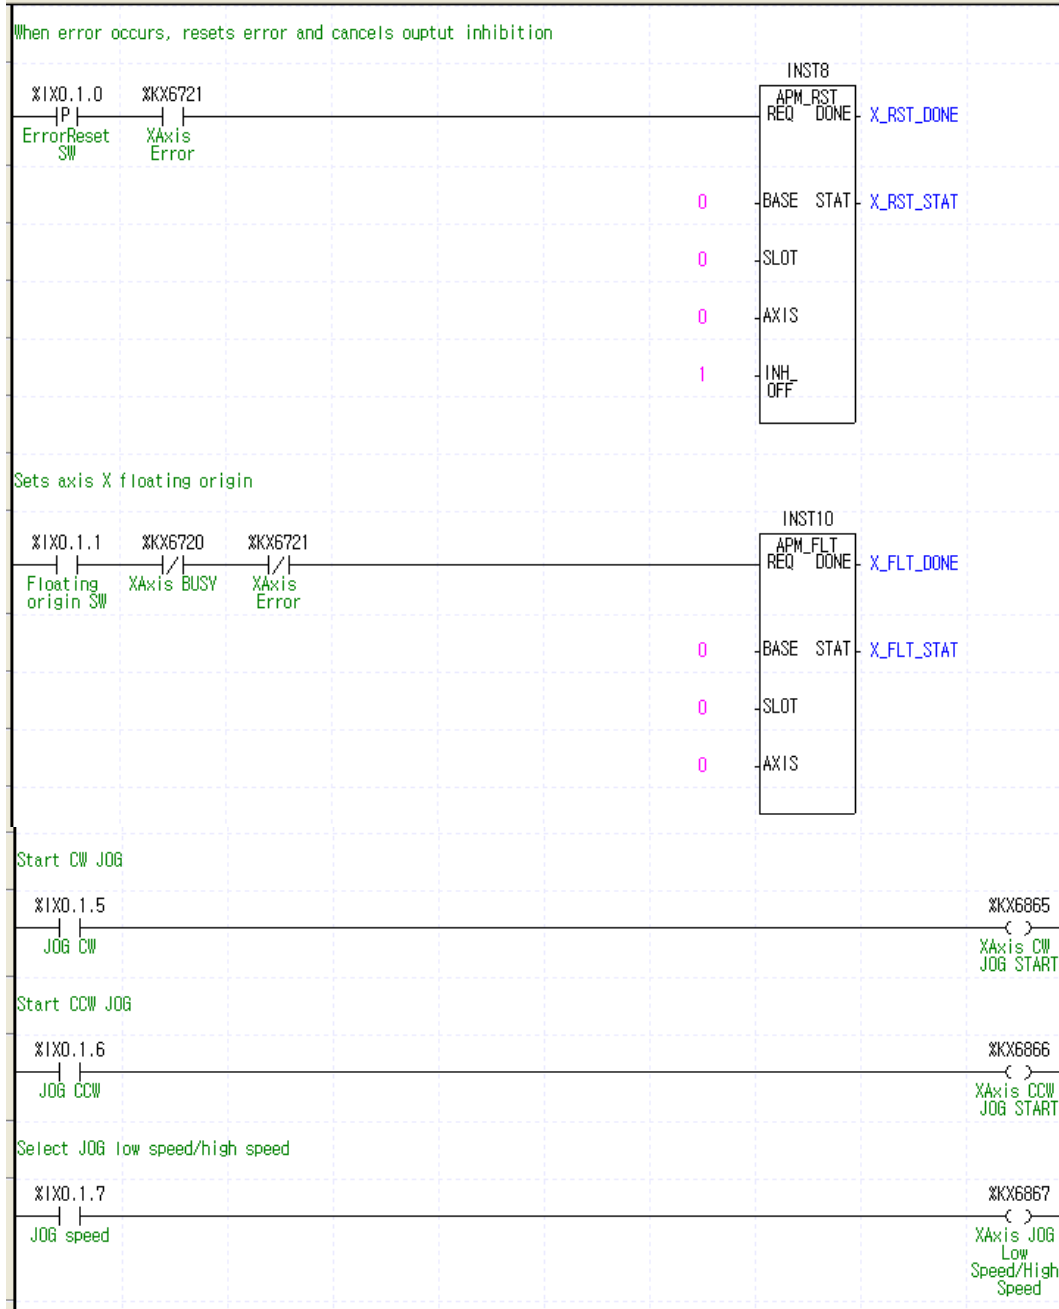 When error occurs, resets error and cancels ouptut inhibition
INST8
%IX0.1.0 %KX6721 APM_RST
P REQ DONE X_RST_DONE
ErrorReset XAxis
SW Error
0 BASE STAT X_RST_STAT
0 SLOT
0 AXIS
1 INH_
OFF
Sets axis X floating origin
INST10
%IX0.1.1 %KX6720 %KX6721 APM_FLT
REQ DONE X_FLT_DONE
Floating XAxis BUSY XAxis
origin SW Error
0 BASE STAT X_FLT_STAT
0 SLOT
0 AXIS
Start CW JOG
%IX0.1.5 %KX6865
JOG CW XAxis CW
JOG START
Start CCW JOG
%IX0.1.6 %KX6866
JOG CCW XAxis CCW
JOG START
Select JOG low speed/high speed
%IX0.1.7 %KX6867
JOG speed XAxis JOG
Low
Speed/High
Speed